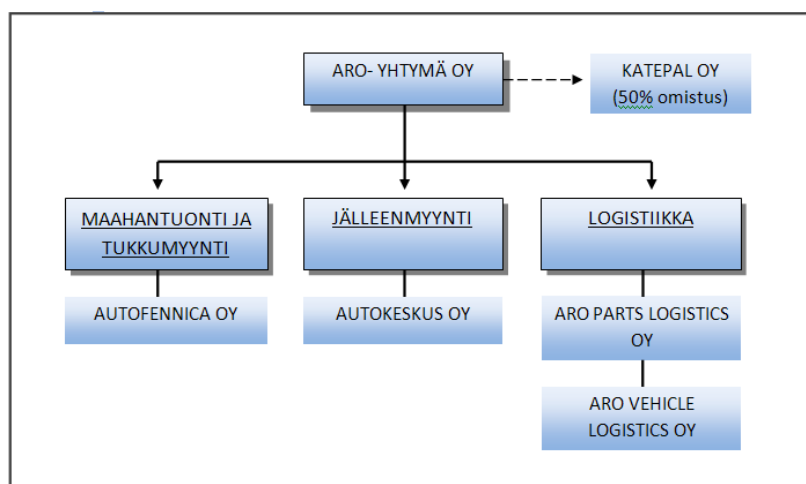 ARO- YHTYMÄ OY
KATEPAL OY
(50% omistus)
MAAHANTUONTI JA
TUKKUMYYNTI
JÄLLEENMYYNTI
LOGISTIIKKA
AUTOFENNICA OY
AUTOKESKUS OY
ARO PARTS LOGISTICS
OY
ARO VEHICLE
LOGISTICS OY